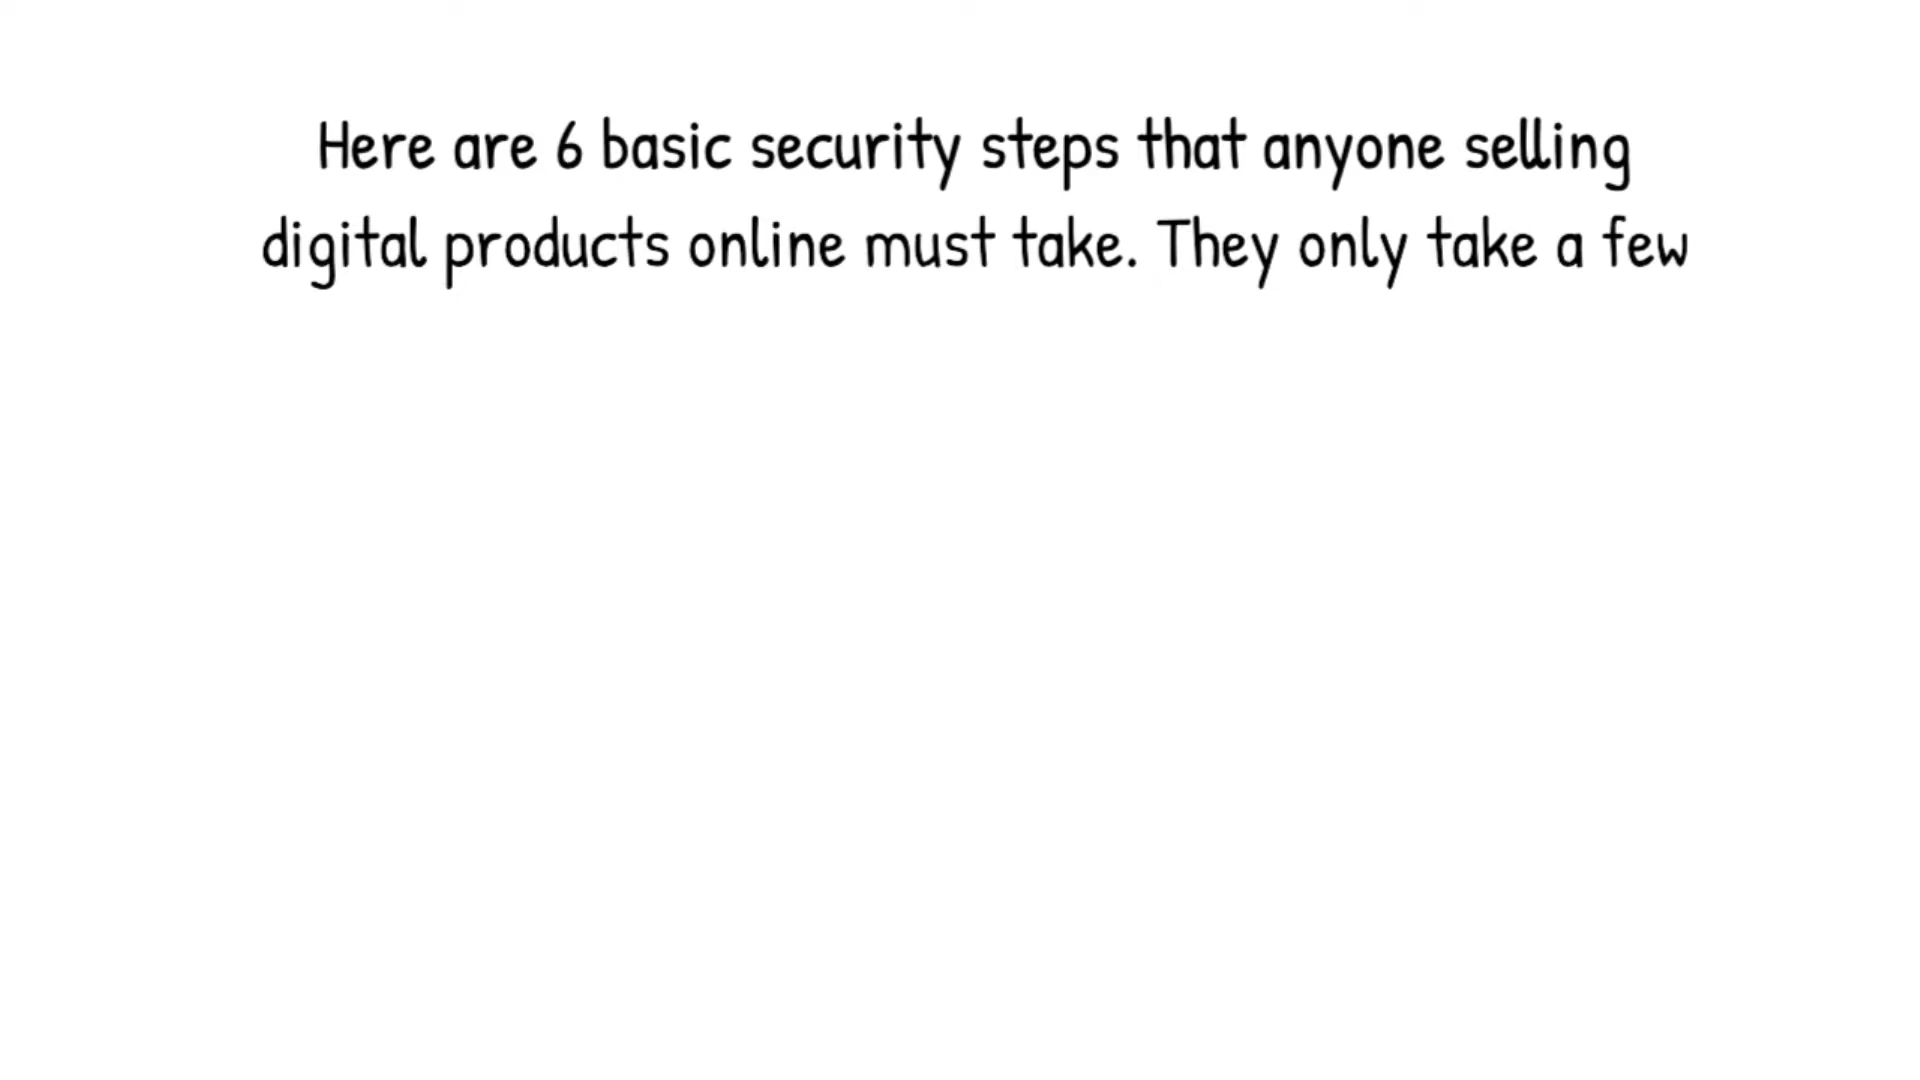 Here are 6 basic security steps that anyone selling
digital products online must take. They only take a few